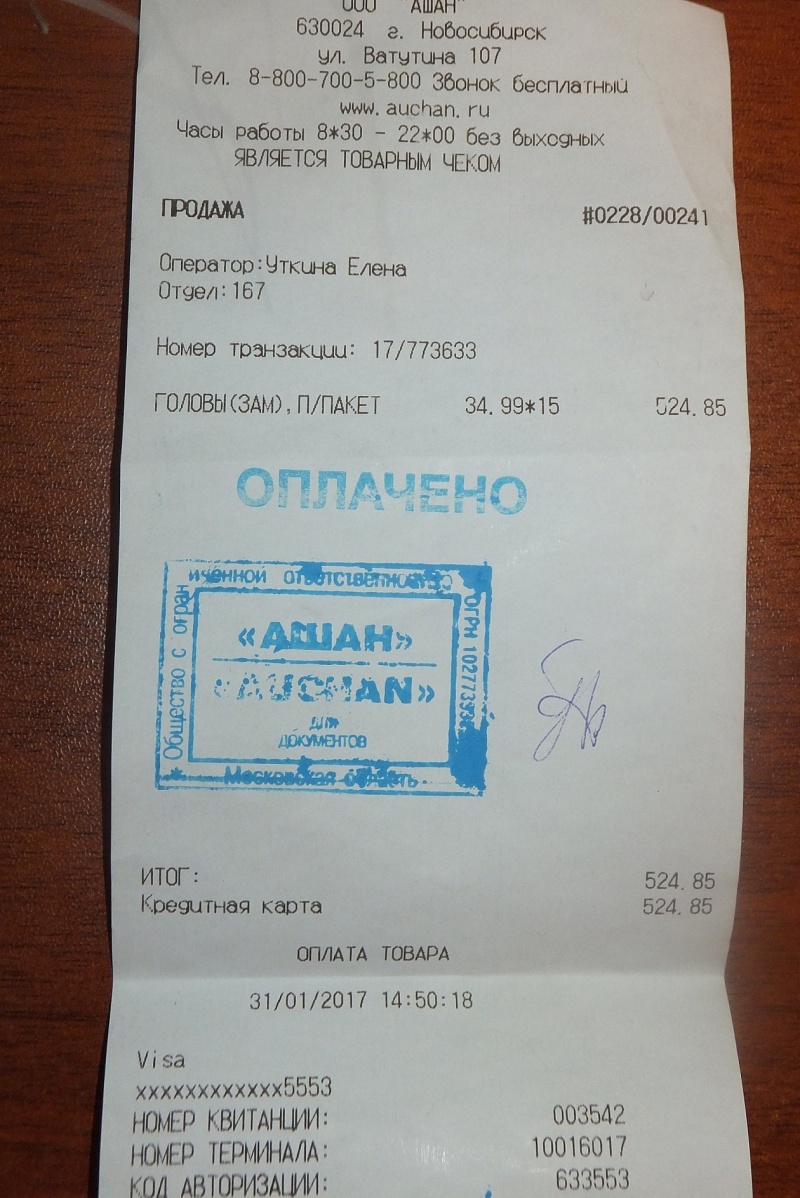 ООО "АШАН"
630024 г. Новосибирск
ул. Ватутина 107
Тел. 8-800-700-5-800 Звонок бесплатный
www.auchan.ru
Часы работы 8*30 - 22*00 без выходных
ЯВЛЯЕТСЯ ТОВАРНЫМ ЧЕКОМ
ПРОДАЖА #0228/00241
Оператор:Уткина Елена
Отдел:167
Номер транзакции: 17/773633
ГОЛОВЫ(ЗАМ),П/ПАКЕТ 34.99*15 524.85
ОПЛАЧЕНО
Общество с ограниченной ответственностью
ОГРН
«АШАН»
«AUCHAN»
ДЛЯ
ДОКУМЕНТОВ
* Московская область
ИТОГ: 524.85
Кредитная карта 524.85
ОПЛАТА ТОВАРА
31/01/2017 14:50:18
Visa
xxxxxxxxxxxx5553
НОМЕР КВИТАНЦИИ: 003542
НОМЕР ТЕРМИНАЛА: 10016017
КОД АВТОРИЗАЦИИ: 633553